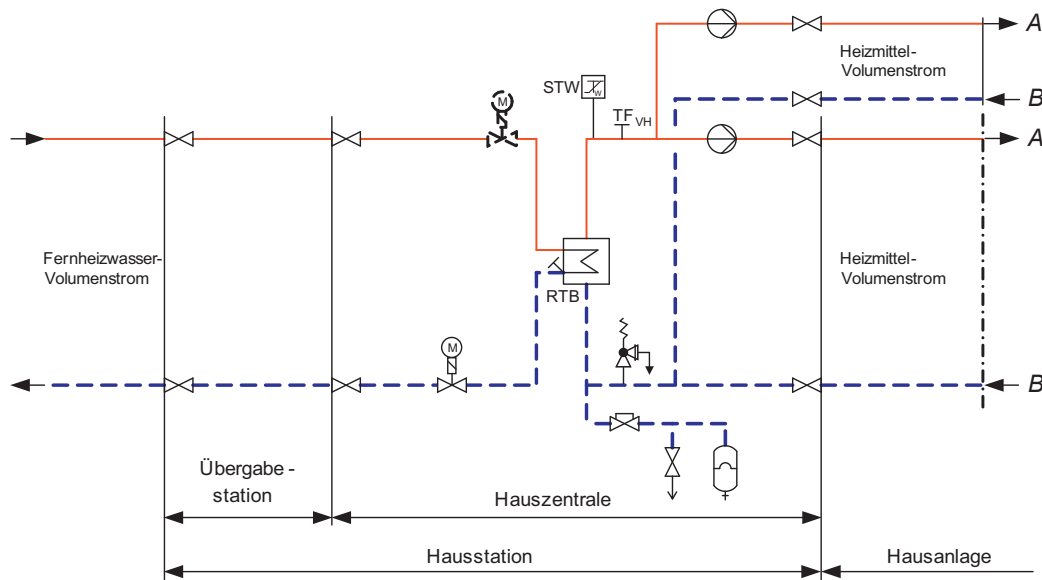 A
Heizmittel-
Volumenstrom
STW
W
M
B
TF VH
A
Fernheizwasser-
Volumenstrom
Heizmittel-
Volumenstrom
RTB
M
B
Übergabe -
station
Hauszentrale
Hausstation
Hausanlage